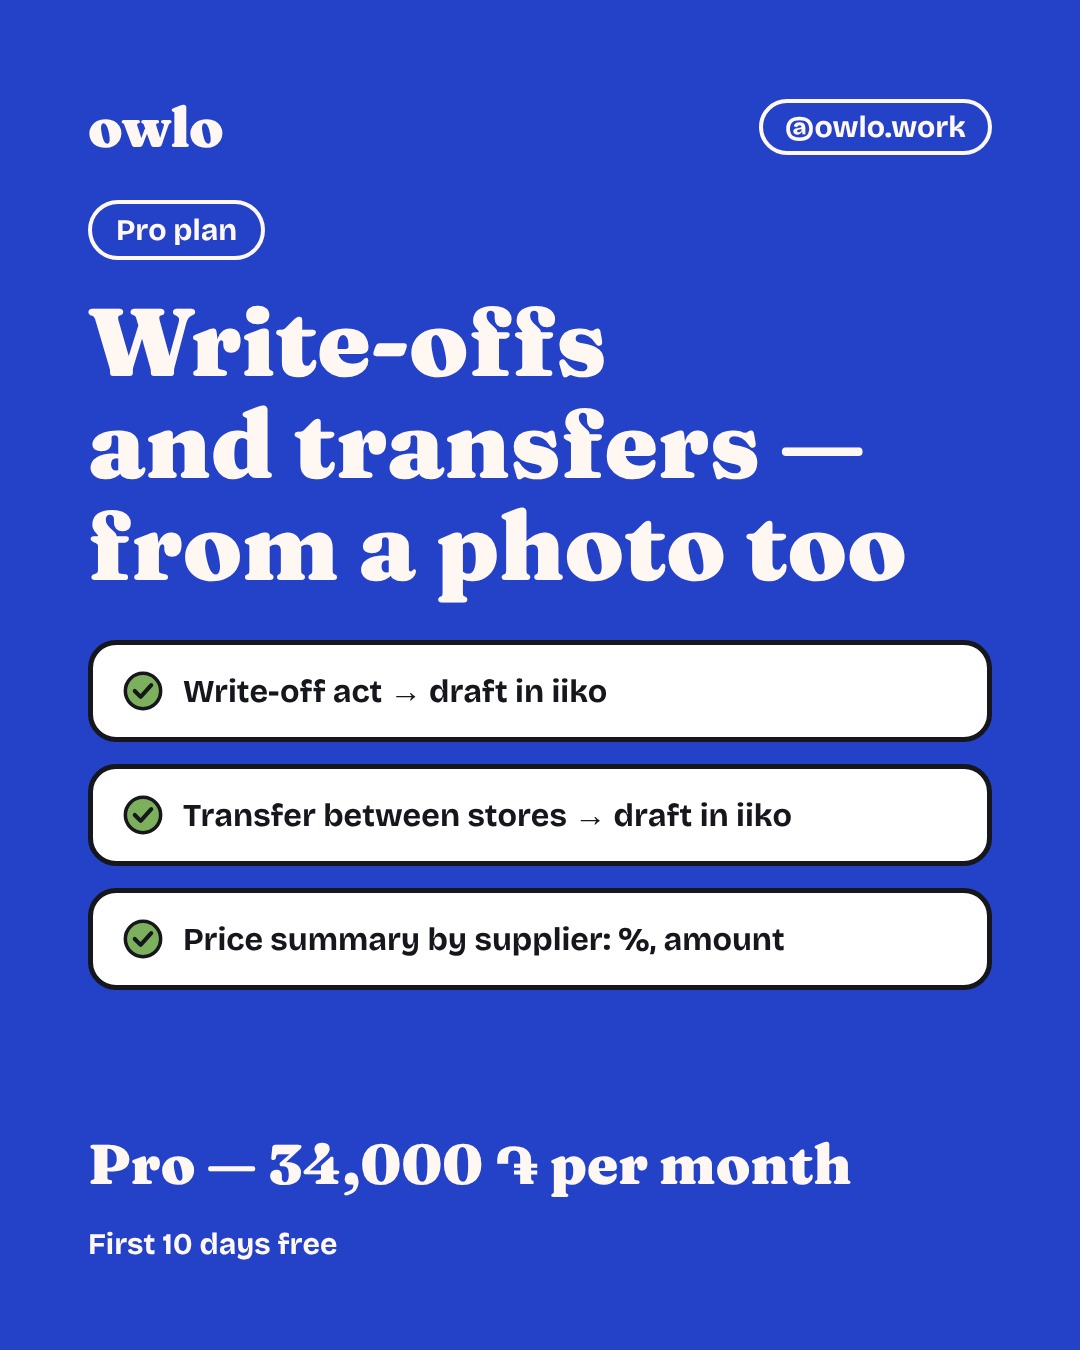 owlo
@owlo.work
Pro plan
Write-offs
and transfers —
from a photo too
Write-off act → draft in iiko
Transfer between stores → draft in iiko
Price summary by supplier: %, amount
Pro — 34,000 ֏ per month
First 10 days free